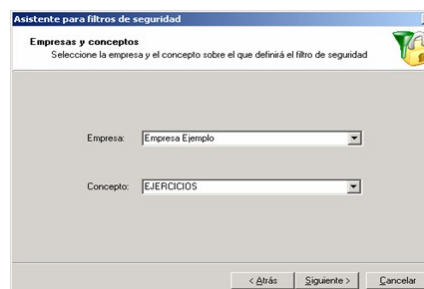 Asistente para filtros de seguridad
Empresas y conceptos
Seleccione la empresa y el concepto sobre el que definirá el filtro de seguridad
Empresa: Empresa Ejemplo
Concepto: EJERCICIOS
< Atrás Siguiente > Cancelar